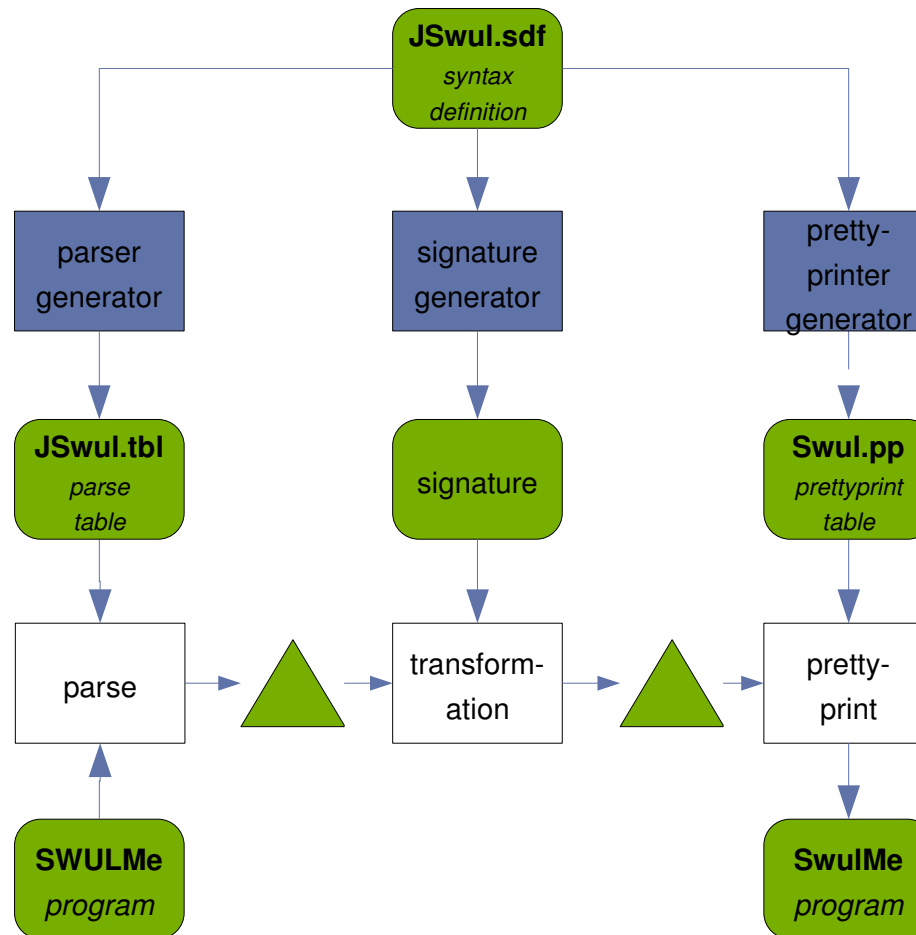 JSwul.sdf
syntax
definition
parser
generator
signature
generator
pretty-
printer
generator
JSwul.tbl
parse
table
signature
Swul.pp
prettyprint
table
parse
transform-
ation
pretty-
print
SWULMe
program
SwulMe
program